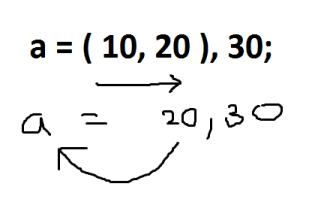 a = ( 10, 20 ), 30;
a = 20, 30